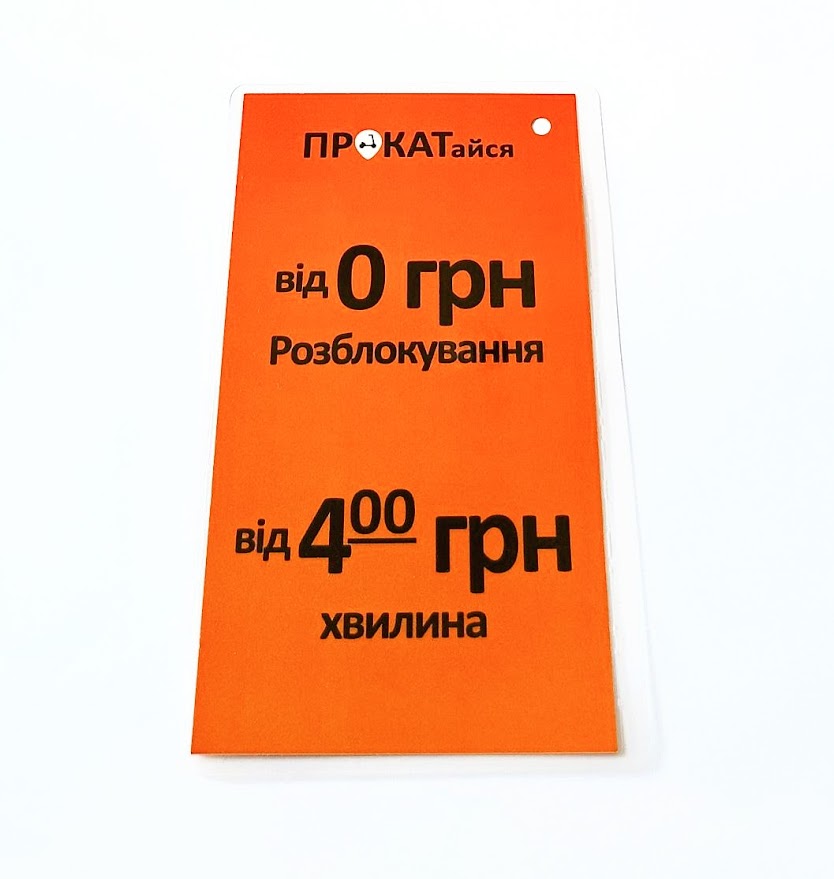 ПРОКАТайся
від 0 грн
Розблокування
від 4⁰⁰ грн
хвилина